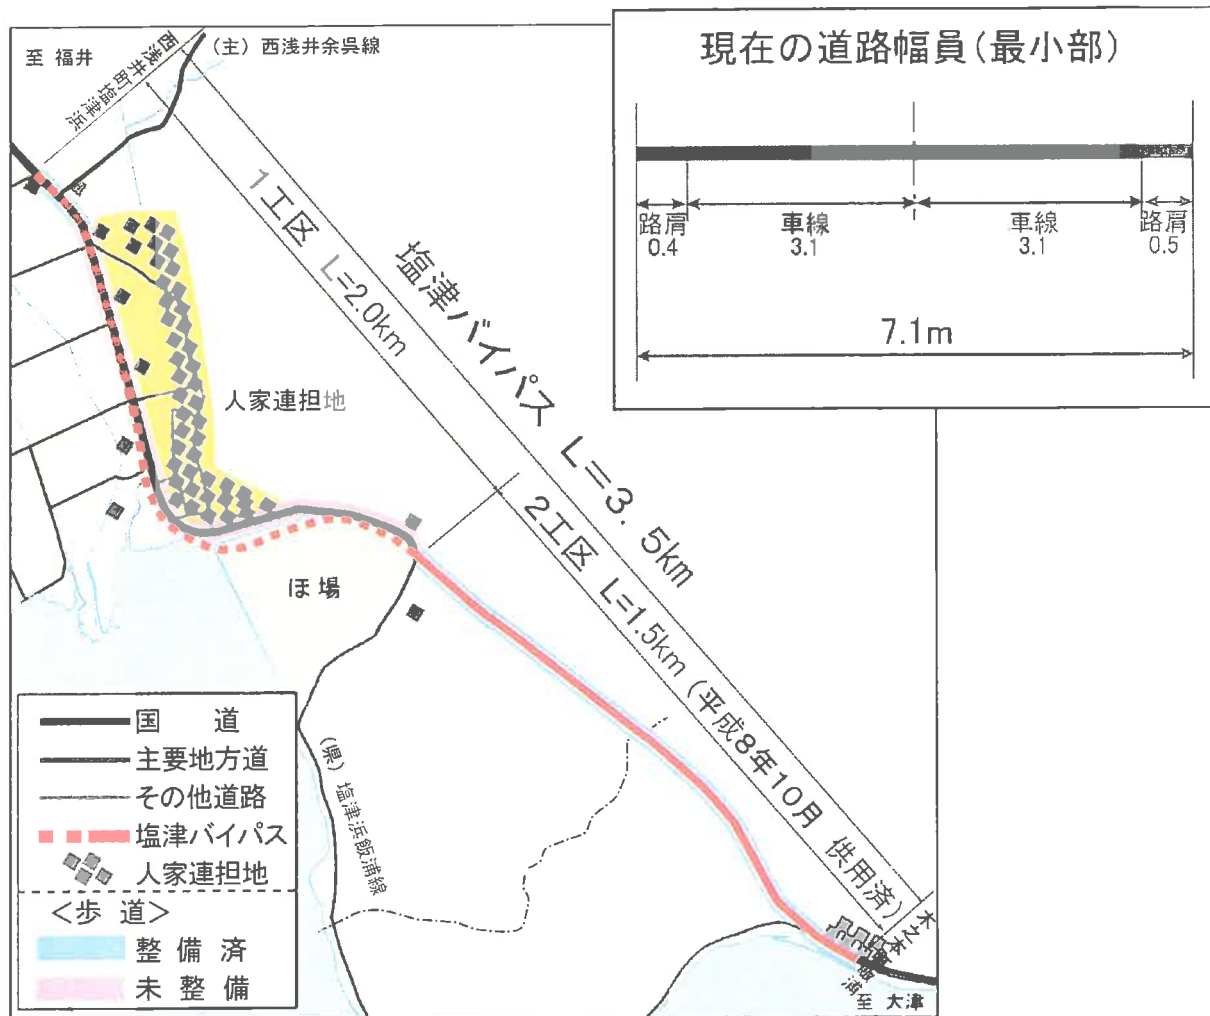 至 福井
(主) 西浅井余呉線
西浅井町塩津浜
1工区 L=2.0km
塩津バイパス L=3.5km
2工区 L=1.5km (平成8年10月 供用済)
人家連担地
ほ場
(県) 塩津浜飯浦線
至 大津
現在の道路幅員(最小部)
路肩
0.4
車線
3.1
車線
3.1
路肩
0.5
7.1m
国 道
主要地方道
その他道路
塩津バイパス
人家連担地
<歩 道>
整 備 済
未 整 備